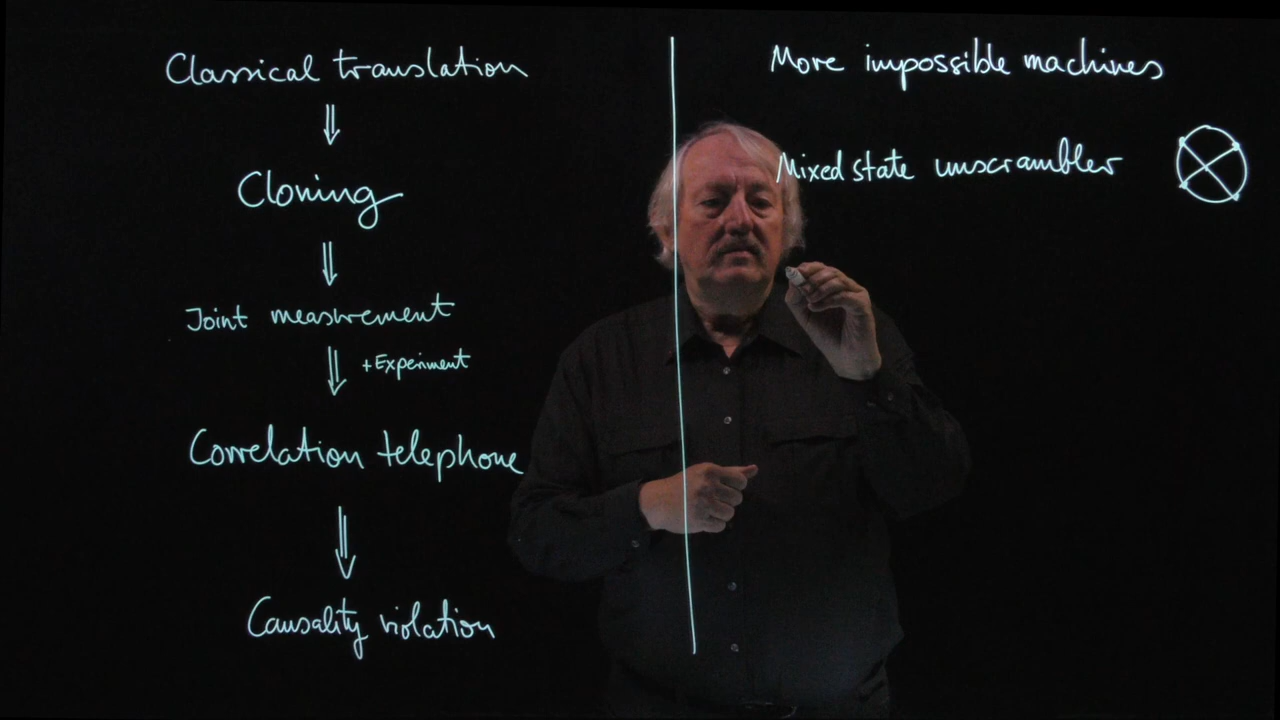 Classical translation
⇓
Cloning
⇓
Joint measurement
⇓ + Experiment
Correlation telephone
⇓
Causality violation
More impossible machines
Mixed state unscrambler